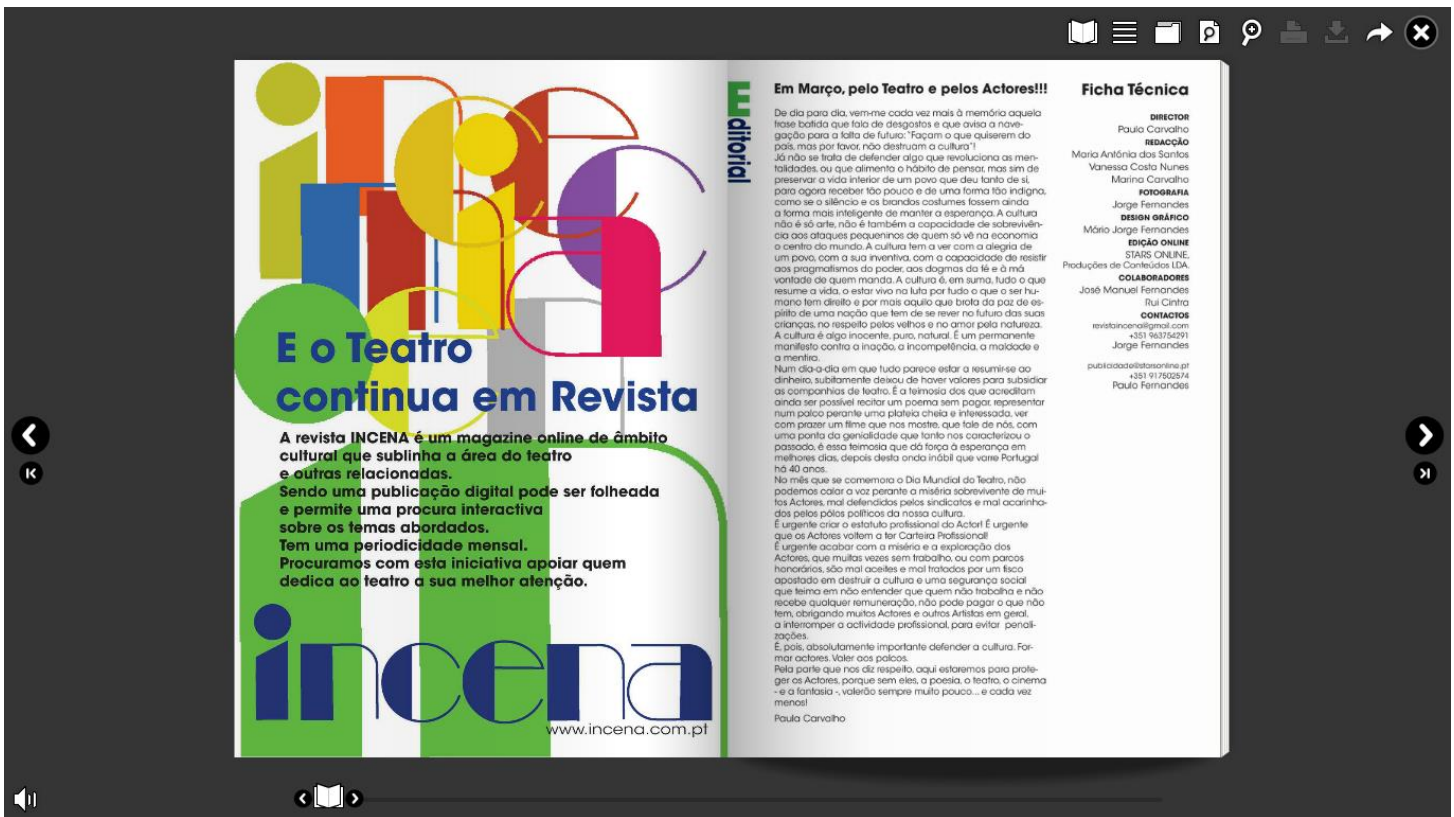 E o Teatro
continua em Revista
A revista INCENA é um magazine online de âmbito
cultural que sublinha a área do teatro
e outras relacionadas.
Sendo uma publicação digital pode ser folheada
e permite uma procura interactiva
sobre os temas abordados.
Tem uma periodicidade mensal.
Procuramos com esta iniciativa apoiar quem
dedica ao teatro a sua melhor atenção.
incena
www.incena.com.pt
Editorial
Em Março, pelo Teatro e pelos Actores!!!
De dia para dia, vem-me cada vez mais à memória aquela
frase batida que fala de desgostos e que avisa a nave-
gação para a falta de futuro: "Façam o que quiserem do
país, mas por favor, não destruam a cultura"!
Já não se trata de defender algo que revoluciona as men-
talidades, ou que alimenta o hábito de pensar, mas sim de
preservar a vida interior de um povo que deu tanto de si,
para agora receber tão pouco e de uma forma tão indigna,
como se o silêncio e os brandos costumes fossem ainda
a forma mais inteligente de manter a esperança. A cultura
não é só arte, não é também a capacidade de sobrevivên-
cia aos ataques pequeninos de quem só vê na economia
o centro do mundo. A cultura tem a ver com a alegria de
um povo, com a sua inventiva, com a capacidade de resistir
aos pragmatismos do poder, aos dogmas da fé e à má
vontade de quem manda. A cultura é, em suma, tudo o que
resume a vida, o estar vivo na luta por tudo o que o ser hu-
mano tem direito e por mais aquilo que brota da paz de es-
pírito de uma nação que tem de se rever no futuro das suas
crianças, no respeito pelos velhos e no amor pela natureza.
A cultura é algo inocente, puro, natural. É um permanente
manifesto contra a inação, a incompetência, a maldade e
a mentira.
Num dia-a-dia em que tudo parece estar a resumir-se ao
dinheiro, subitamente deixou de haver valores para subsidiar
as companhias de teatro. É a teimosia dos que acreditam
ainda ser possível recitar um poema sem pagar, representar
num palco perante uma plateia cheia e interessada, ver
com prazer um filme que nos mostre, que fale de nós, com
uma ponta da genialidade que tanto nos caracterizou o
passado, é essa teimosia que dá força à esperança em
melhores dias, depois desta onda inábil que varre Portugal
há 40 anos.
No mês que se comemora o Dia Mundial do Teatro, não
podemos calar a voz perante a miséria sobrevivente de mui-
tos Actores, mal defendidos pelos sindicatos e mal acarinha-
dos pelos pólos políticos da nossa cultura.
É urgente criar o estatuto profissional do Actor! É urgente
que os Actores voltem a ter Carteira Profissional!
É urgente acabar com a miséria e a exploração dos
Actores, que muitas vezes sem trabalho, ou com parcos
honorários, são mal aceites e mal tratados por um fisco
apostado em destruir a cultura e uma segurança social
que teima em não entender que quem não trabalha e não
recebe qualquer remuneração, não pode pagar o que não
tem, obrigando muitos Actores e outros Artistas em geral,
a interromper a actividade profissional, para evitar penali-
zações.
É, pois, absolutamente importante defender a cultura. For-
mar actores. Valer aos palcos.
Pela parte que nos diz respeito, aqui estaremos para prote-
ger os Actores, porque sem eles, a poesia, o teatro, o cinema
- e a fantasia -, valerão sempre muito pouco... e cada vez
menos!
Paula Carvalho
Ficha Técnica
DIRECTOR
Paula Carvalho
REDACÇÃO
Maria Antónia dos Santos
Vanessa Costa Nunes
Marina Carvalho
FOTOGRAFIA
Jorge Fernandes
DESIGN GRÁFICO
Mário Jorge Fernandes
EDIÇÃO ONLINE
STARS ONLINE,
Produções de Conteúdos LDA.
COLABORADORES
José Manuel Fernandes
Rui Cintra
CONTACTOS
revistaincena@gmail.com
+351 963754291
Jorge Fernandes
publicidade@starsonline.pt
+351 917502574
Paulo Fernandes